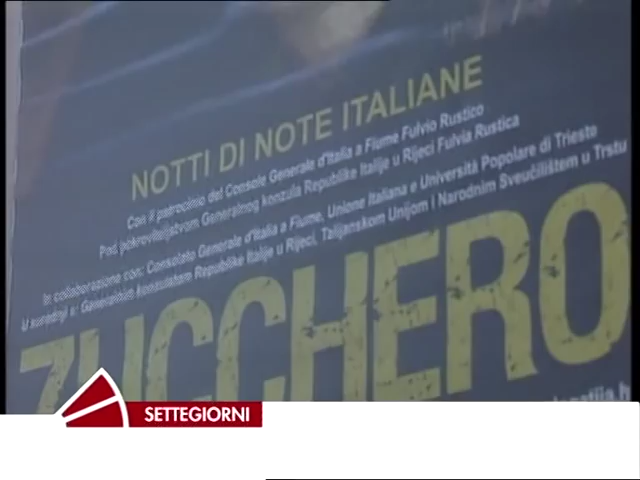 NOTTI DI NOTE ITALIANE
Con il patrocinio del Console Generale d'Italia a Fiume Fulvio Rustico
Pod pokroviteljstvom Generalnog konzula Republike Italije u Rijeci Fulvia Rustica
In collaborazione con: Consolato Generale d'Italia a Fiume, Unione Italiana e Università Popolare di Trieste
U suradnji s: Generalnim konzulatom Republike Italije u Rijeci, Talijanskom Unijom i Narodnim Sveučilištem u Trstu
ZUCCHERO
SETTEGIORNI